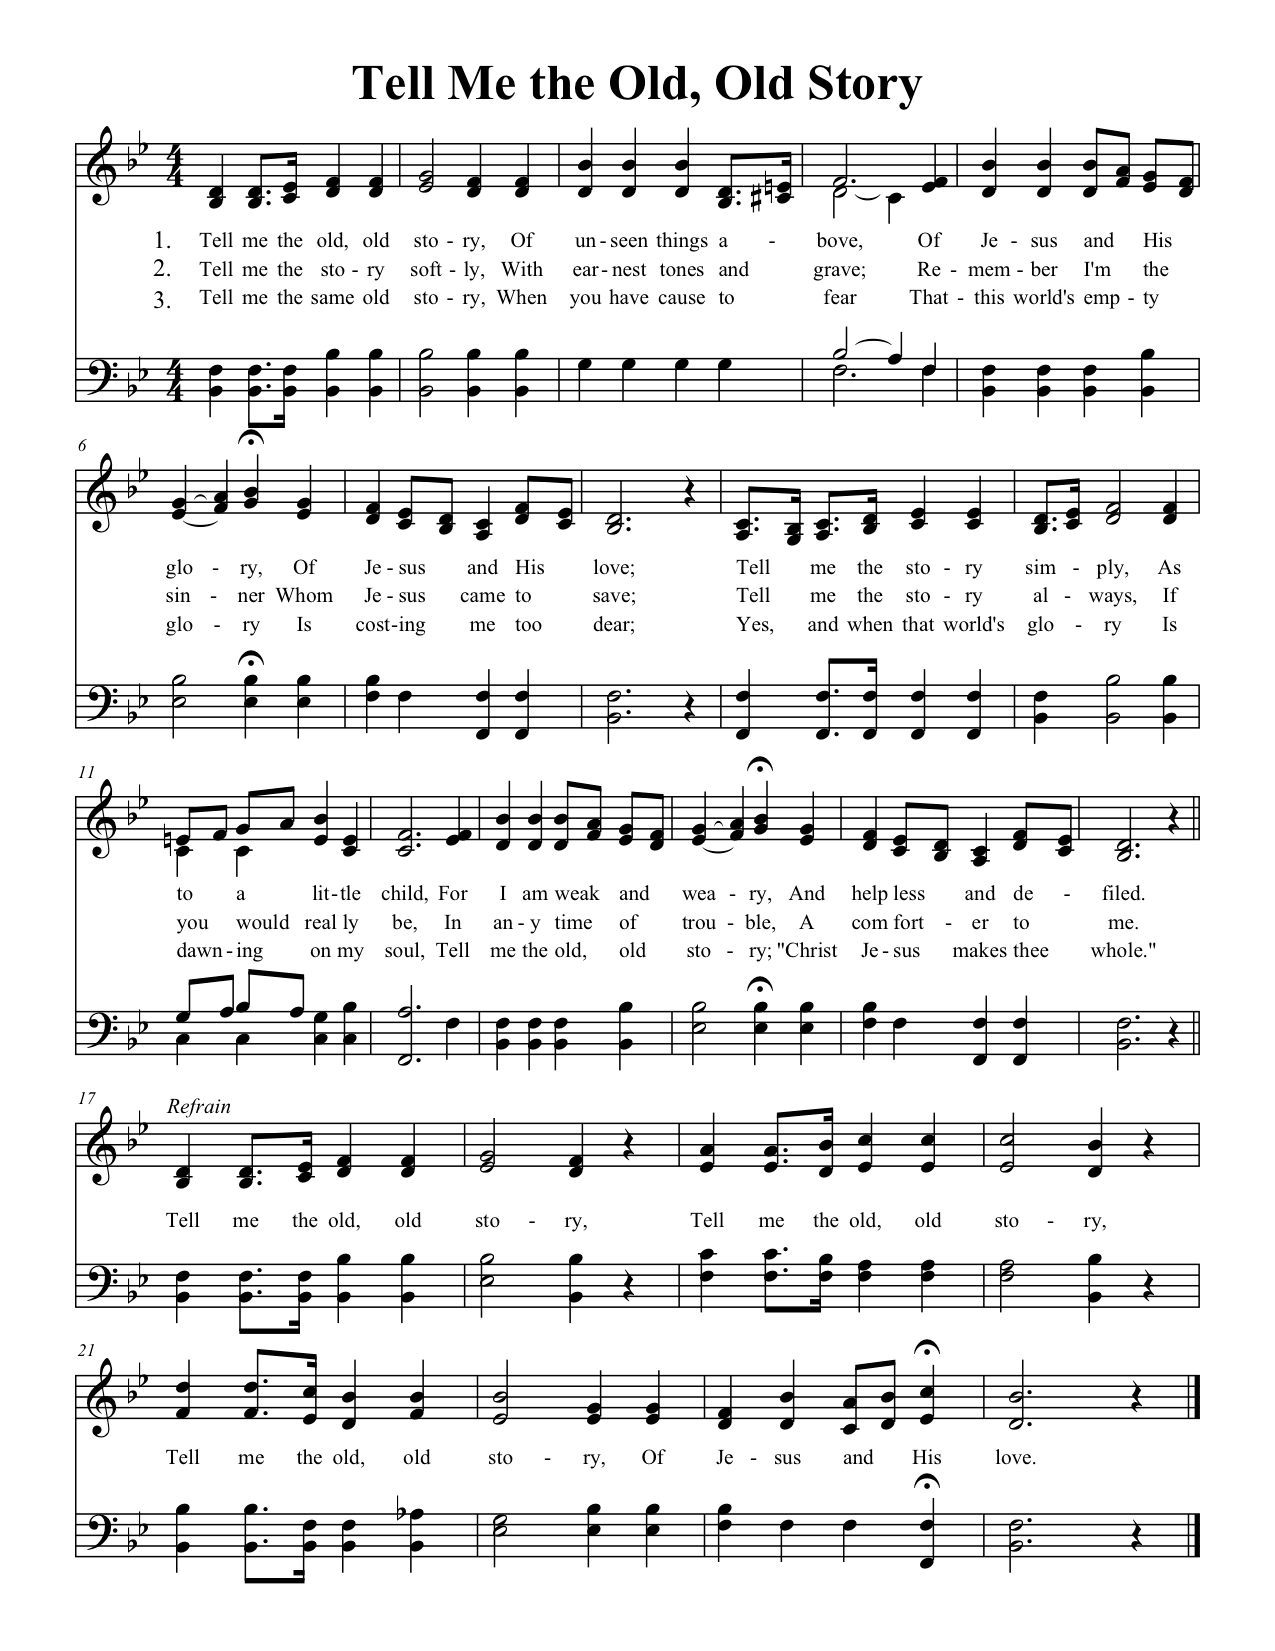 Tell Me the Old, Old Story
4 4
1. Tell me the old, old sto - ry, Of un - seen things a - bove, Of Je - sus and His
2. Tell me the sto - ry soft - ly, With ear - nest tones and grave; Re - mem - ber I'm the
3. Tell me the same old sto - ry, When you have cause to fear That - this world's emp - ty
4 4
6
glo - ry, Of Je - sus and His love; Tell me the sto - ry sim - ply, As
sin - ner Whom Je - sus came to save; Tell me the sto - ry al - ways, If
glo - ry Is cost - ing me too dear; Yes, and when that world's glo - ry Is
11
to a lit - tle child, For I am weak and wea - ry, And help less and de - filed.
you would real ly be, In an - y time of trou - ble, A com fort - er to me.
dawn - ing on my soul, Tell me the old, old sto - ry; "Christ Je - sus makes thee whole."
17
Refrain
Tell me the old, old sto - ry, Tell me the old, old sto - ry,
21
Tell me the old, old sto - ry, Of Je - sus and His love.